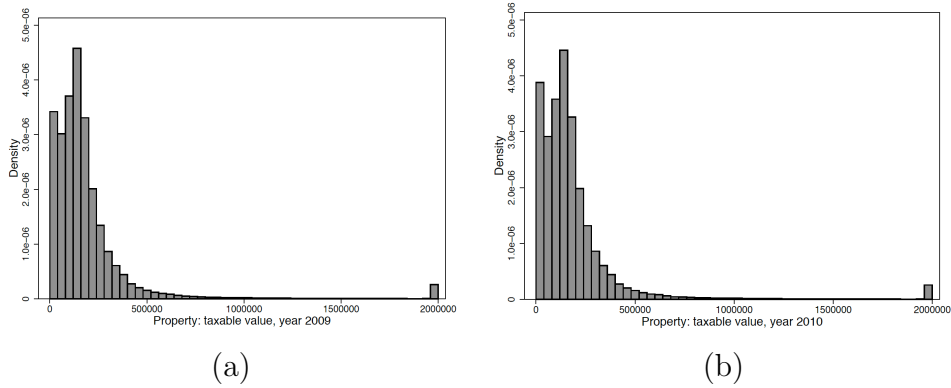 5.0e-06
4.0e-06
3.0e-06
2.0e-06
1.0e-06
0
Density
0 500000 1000000 1500000 2000000
Property: taxable value, year 2009
(a)
5.0e-06
4.0e-06
3.0e-06
2.0e-06
1.0e-06
0
Density
0 500000 1000000 1500000 2000000
Property: taxable value, year 2010
(b)